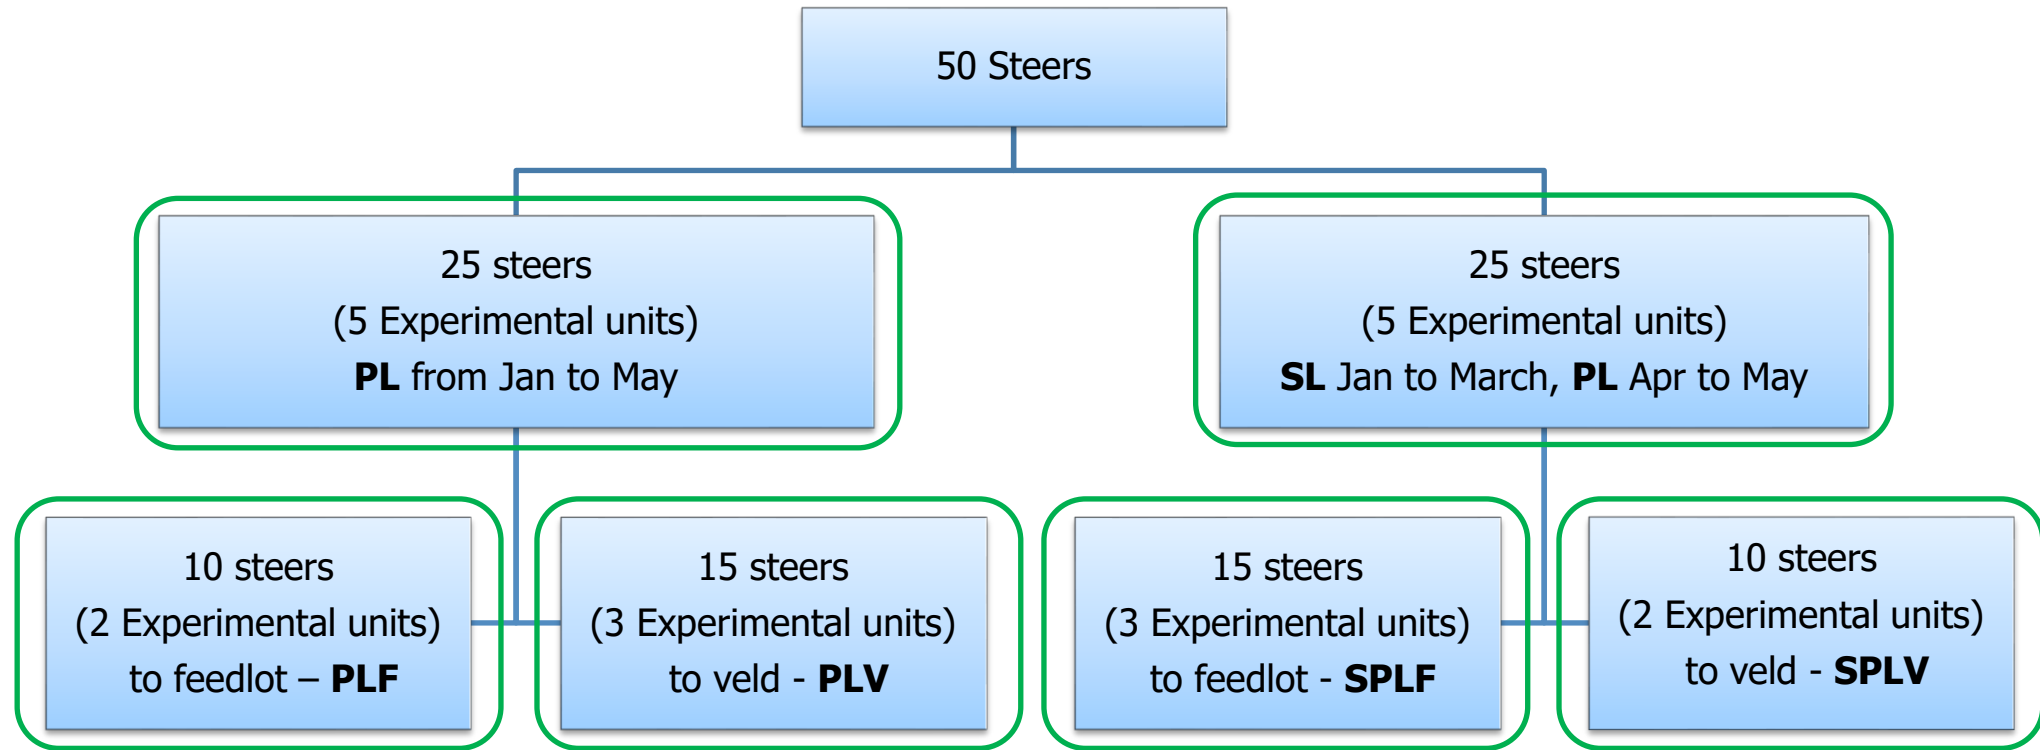 50 Steers
25 steers
(5 Experimental units)
PL from Jan to May
25 steers
(5 Experimental units)
SL Jan to March, PL Apr to May
10 steers
(2 Experimental units)
to feedlot – PLF
15 steers
(3 Experimental units)
to veld - PLV
15 steers
(3 Experimental units)
to feedlot - SPLF
10 steers
(2 Experimental units)
to veld - SPLV